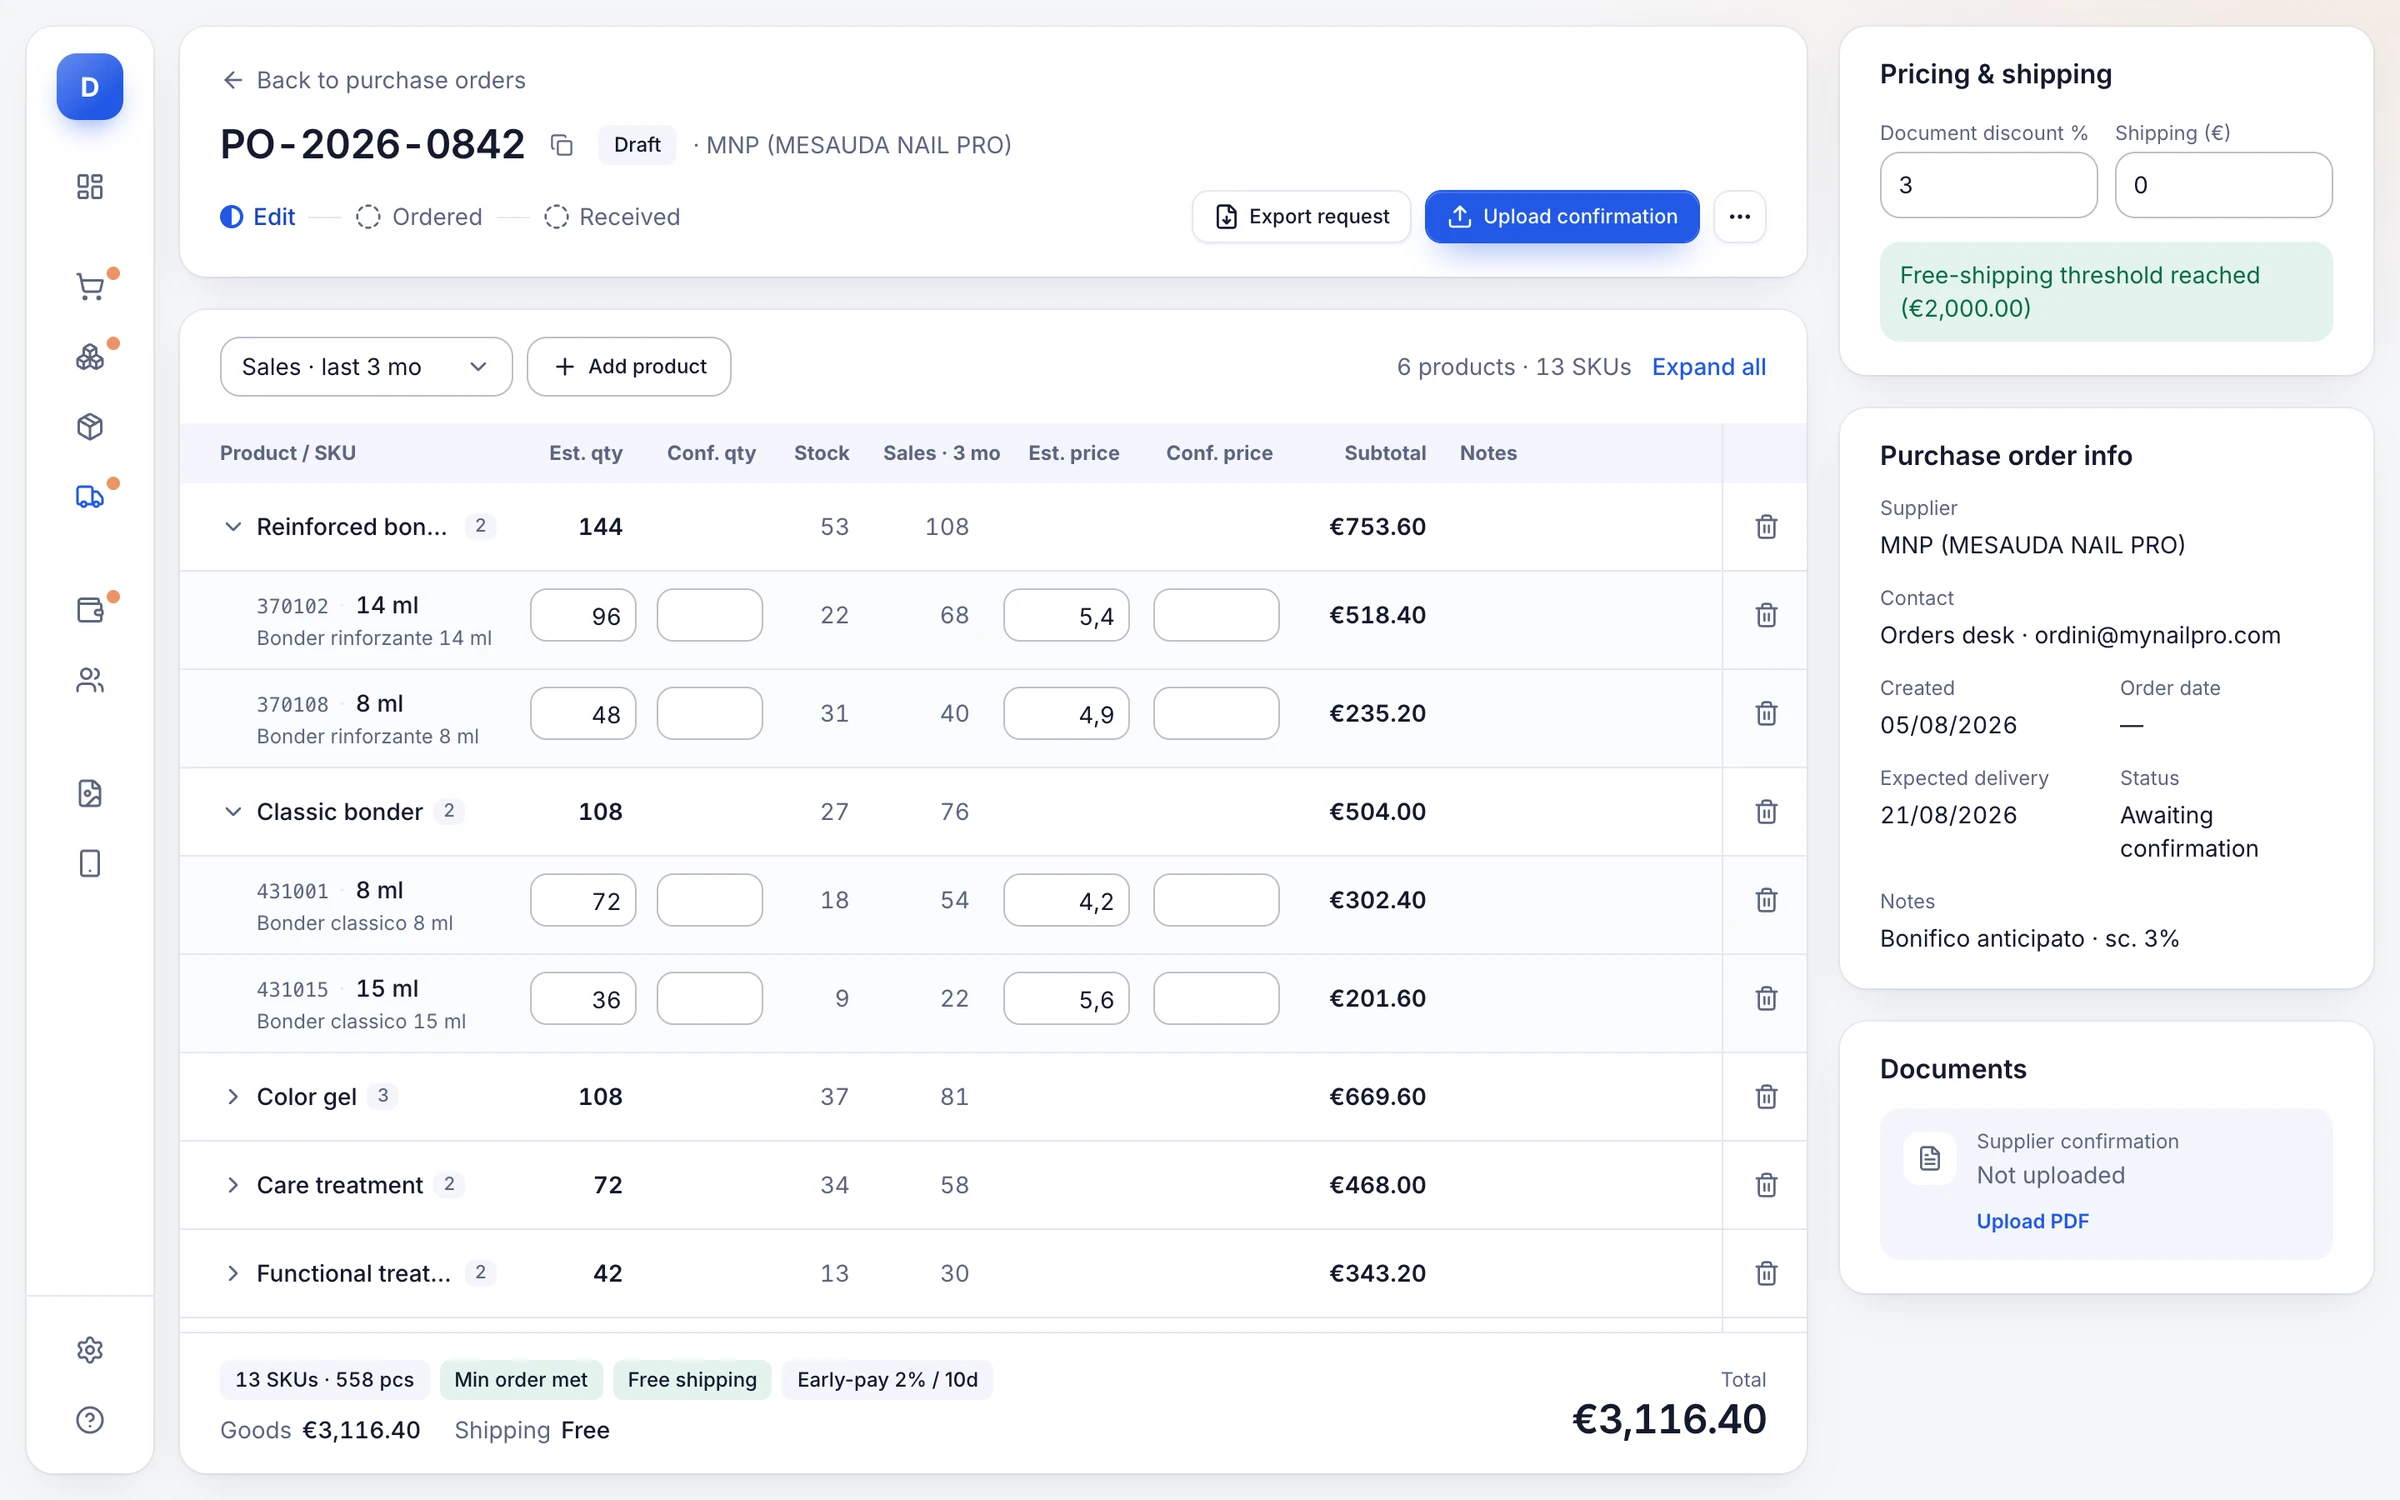 D
Back to purchase orders
PO-2026-0842
Draft
· MNP (MESAUDA NAIL PRO)
Edit
Ordered
Received
Export request
Upload confirmation
Sales · last 3 mo
Add product
6 products · 13 SKUs
Expand all
Product / SKU Est. qty Conf. qty Stock Sales · 3 mo Est. price Conf. price Subtotal Notes
Reinforced bon... 2 144 53 108 €753.60
370102 · 14 ml 96 22 68 5,4 €518.40
Bonder rinforzante 14 ml
370108 · 8 ml 48 31 40 4,9 €235.20
Bonder rinforzante 8 ml
Classic bonder 2 108 27 76 €504.00
431001 · 8 ml 72 18 54 4,2 €302.40
Bonder classico 8 ml
431015 · 15 ml 36 9 22 5,6 €201.60
Bonder classico 15 ml
Color gel 3 108 37 81 €669.60
Care treatment 2 72 34 58 €468.00
Functional treat... 2 42 13 30 €343.20
13 SKUs · 558 pcs
Min order met
Free shipping
Early-pay 2% / 10d
Goods €3,116.40
Shipping Free
Total
€3,116.40
Pricing & shipping
Document discount % Shipping (€)
3 0
Free-shipping threshold reached
(€2,000.00)
Purchase order info
Supplier
MNP (MESAUDA NAIL PRO)
Contact
Orders desk · ordini@mynailpro.com
Created Order date
05/08/2026 —
Expected delivery Status
21/08/2026 Awaiting
confirmation
Notes
Bonifico anticipato · sc. 3%
Documents
Supplier confirmation
Not uploaded
Upload PDF